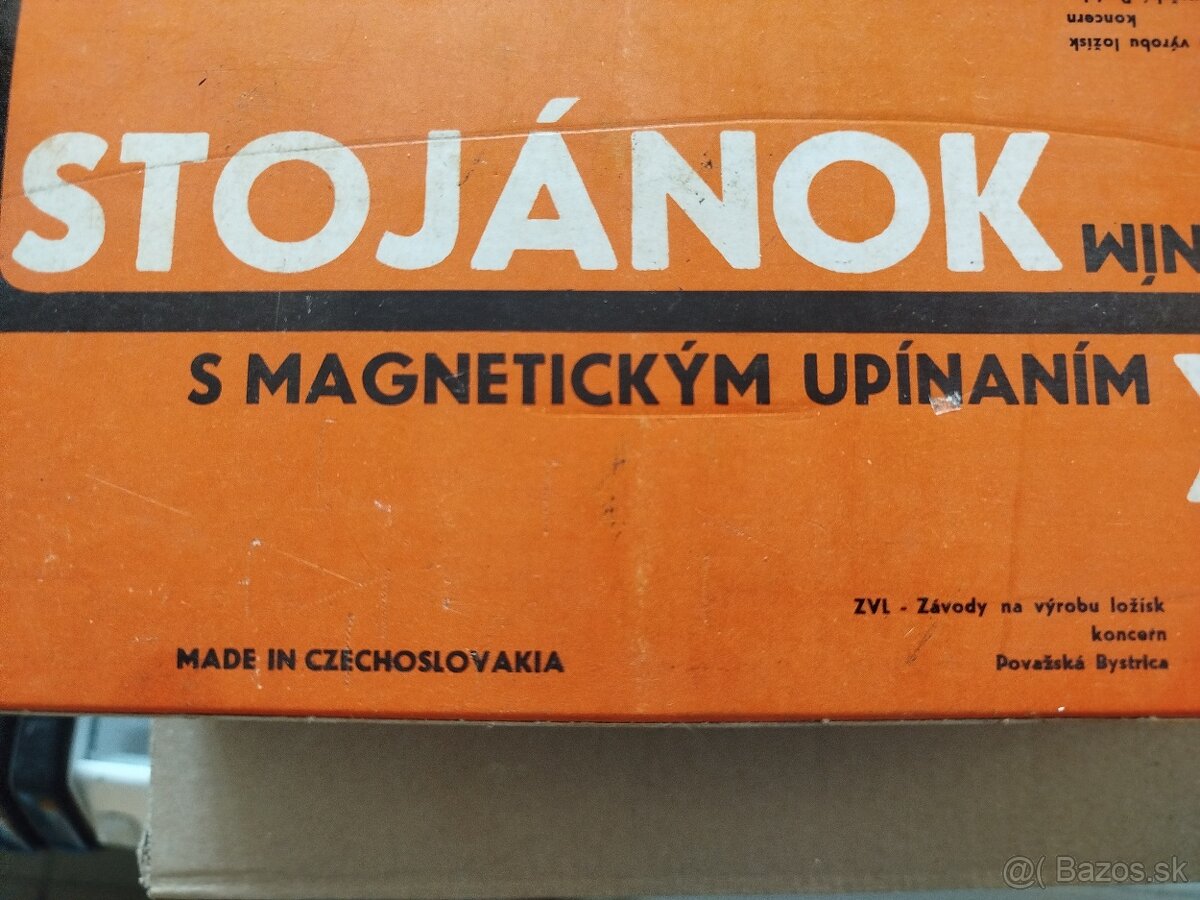 koncern
výrobu ložísk
STOJÁNOK
S MAGNETICKÝM UPÍNANÍM
ZVL - Závody na výrobu ložísk
koncern
Považská Bystrica
MADE IN CZECHOSLOVAKIA
Bazos.sk